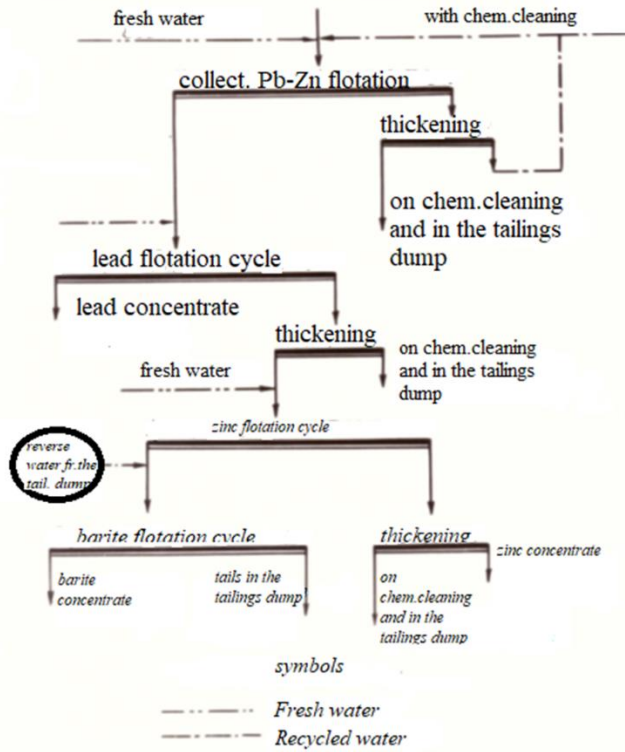 fresh water
with chem.cleaning
collect. Pb-Zn flotation
thickening
on chem.cleaning
and in the tailings
dump
lead flotation cycle
lead concentrate
thickening
on chem.cleaning
and in the tailings
dump
fresh water
zinc flotation cycle
reverse
water fr.the
tail. dump
barite flotation cycle
thickening
zinc concentrate
barite
concentrate
tails in the
tailings dump
on
chem.cleaning
and in the
tailings dump
symbols
Fresh water
Recycled water